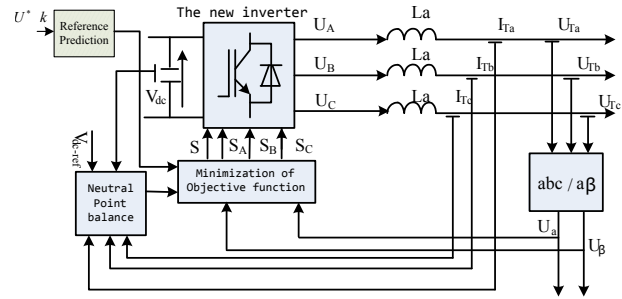 The new inverter
U* k
Reference
Prediction
Vdc
UA
La
ITa
UTa
UB
La
ITb
UTb
UC
La
ITc
UTc
S
SA
SB
SC
Vdc-ref
Neutral
Point
balance
Minimization of
Objective function
abc / aβ
Ua
Uβ